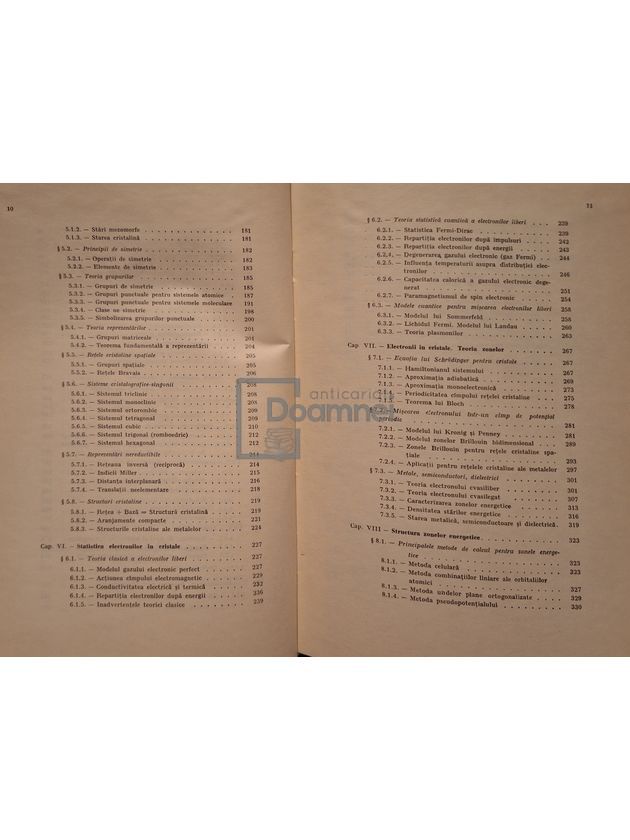 10
5.1.2. — Stări mezomorfe . . . . . . . . . . . 181
5.1.3. — Starea cristalină . . . . . . . . . . . 181
§ 5.2. — Principii de simetrie . . . . . . . . . . . 182
5.2.1. — Operații de simetrie . . . . . . . . . . 182
5.2.2. — Elemente de simetrie . . . . . . . . . . 183
§ 5.3. — Teoria grupurilor . . . . . . . . . . . . 185
5.3.1. — Grupuri de simetrie . . . . . . . . . . 185
5.3.2. — Grupuri punctuale pentru sistemele atomice . . 187
5.3.3. — Grupuri punctuale pentru sistemele moleculare 191
5.3.4. — Clase de simetrie . . . . . . . . . . . 198
5.3.5. — Simbolizarea grupurilor punctuale . . . . . 200
§ 5.4. — Teoria reprezentărilor . . . . . . . . . . 201
5.4.1. — Grupuri matriceale . . . . . . . . . . . 201
5.4.2. — Teorema fundamentală a reprezentării . . . . 204
§ 5.5. — Rețele cristaline spațiale . . . . . . . . . 205
5.5.1. — Grupuri spațiale . . . . . . . . . . . . 205
5.5.2. — Rețele Bravais . . . . . . . . . . . . . 206
§ 5.6. — Sisteme cristalografice-singonii . . . . . . . 208
5.6.1. — Sistemul triclinic . . . . . . . . . . . 208
5.6.2. — Sistemul monoclinic . . . . . . . . . . 208
5.6.3. — Sistemul ortorombic . . . . . . . . . . 209
5.6.4. — Sistemul tetragonal . . . . . . . . . . 209
5.6.5. — Sistemul cubic . . . . . . . . . . . . 210
5.6.6. — Sistemul trigonal (romboedric) . . . . . . 212
5.6.7. — Sistemul hexagonal . . . . . . . . . . . 212
§ 5.7. — Reprezentări nereductibile . . . . . . . . . 214
5.7.1. — Rețeaua inversă (reciprocă) . . . . . . . 214
5.7.2. — Indicii Miller . . . . . . . . . . . . 215
5.7.3. — Distanța interplanară . . . . . . . . . 216
5.7.4. — Translații neelementare . . . . . . . . . 218
§ 5.8. — Structuri cristaline . . . . . . . . . . . 219
5.8.1. — Rețea + Bază = Structură cristalină . . . . 219
5.8.2. — Aranjamente compacte . . . . . . . . . . 221
5.8.3. — Structurile cristaline ale metalelor . . . . . 224
Cap. VI. — Statistica electronilor în cristale . . . . . . . 227
§ 6.1. — Teoria clasică a electronilor liberi . . . . . . 227
6.1.1. — Modelul gazului electronic perfect . . . . . 227
6.1.2. — Acțiunea cîmpului electromagnetic . . . . . 229
6.1.3. — Conductivitatea electrică și termică . . . . . 232
6.1.4. — Repartiția electronilor după energii . . . . . 236
6.1.5. — Inadvertențele teoriei clasice . . . . . . . 239
11
§ 6.2. — Teoria statistică cuantică a electronilor liberi . . . 239
6.2.1. — Statistica Fermi-Dirac . . . . . . . . . 239
6.2.2. — Repartiția electronilor după impulsuri . . . . 242
6.2.3. — Repartiția electronilor după energii . . . . . 243
6.2.4. — Degenerarea gazului electronic (gaz Fermi) . . . 244
6.2.5. — Influența temperaturii asupra distribuției elec-
tronilor . . . . . . . . . . . . . . . 246
6.2.6. — Capacitatea calorică a gazului electronic dege-
nerat . . . . . . . . . . . . . . . . 251
6.2.7. — Paramagnetismul de spin electronic . . . . . 254
§ 6.3. — Modele cuantice pentru mișcarea electronilor liberi 258
6.3.1. — Modelul lui Sommerfeld . . . . . . . . . 258
6.3.2. — Lichidul Fermi. Modelul lui Landau . . . . . 260
6.3.3. — Teoria plasmonilor . . . . . . . . . . . 263
Cap. VII. — Electronii în cristale. Teoria zonelor . . . . . . 267
§ 7.1. — Ecuația lui Schrödinger pentru cristale . . . . . 267
7.1.1. — Hamiltonianul sistemului . . . . . . . . 267
7.1.2. — Aproximația adiabatică . . . . . . . . . 269
7.1.3. — Aproximația monoelectronică . . . . . . . 273
7.1.4. — Periodicitatea cîmpului rețelei cristaline . . . 275
7.1.5. — Teorema lui Bloch . . . . . . . . . . . 278
§ 7.2. — Mișcarea electronului într-un cîmp de potențial
periodic . . . . . . . . . . . . . . . . 281
7.2.1. — Modelul lui Kronig și Penney . . . . . . . 281
7.2.2. — Modelul zonelor Brillouin bidimensional . . . 289
7.2.3. — Zonele Brillouin pentru rețele cristaline spa-
țiale . . . . . . . . . . . . . . . . 293
7.2.4. — Aplicații pentru rețelele cristaline ale metalelor 297
§ 7.3. — Metale, semiconductori, dielectrici . . . . . . 301
7.3.1. — Teoria electronului cvasiliber . . . . . . . 301
7.3.2. — Teoria electronului cvasilegat . . . . . . . 307
7.3.3. — Caracterizarea zonelor energetice . . . . . . 313
7.3.4. — Densitatea stărilor energetice . . . . . . . 316
7.3.5. — Starea metalică, semiconductoare și dielectrică . 319
Cap. VIII — Structura zonelor energetice . . . . . . . . . 323
§ 8.1. — Principalele metode de calcul pentru zonele energe-
tice . . . . . . . . . . . . . . . . . 323
8.1.1. — Metoda celulară . . . . . . . . . . . . 323
8.1.2. — Metoda combinațiilor liniare ale orbitalilor
atomici . . . . . . . . . . . . . . . 327
8.1.3. — Metoda undelor plane ortogonalizate . . . . . 329
8.1.4. — Metoda pseudopotențialului . . . . . . . . 330
anticariat
Doamnei